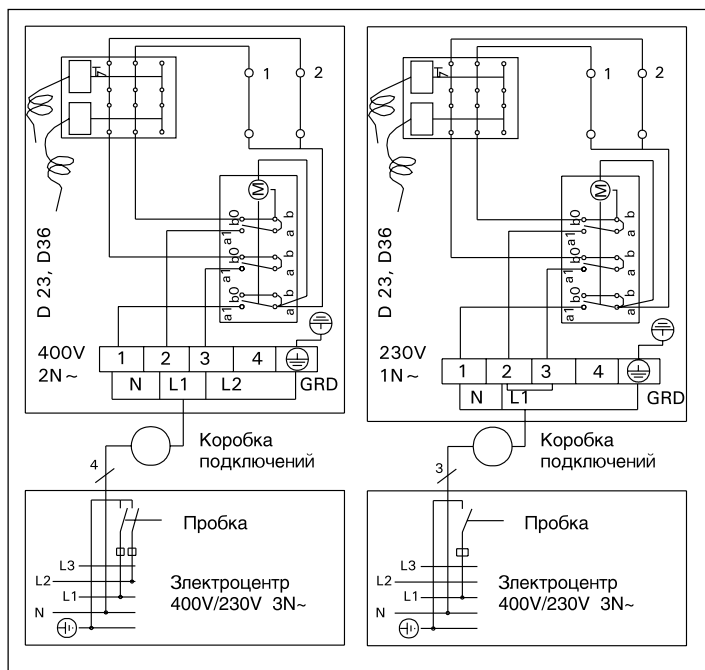 1 2
M
b0 b
a1 a
b0 b
a1 a
b0 b
a1 a
D 23, D36
400V
2N~
1 2 3 4
N L1 L2 GRD
4
Коробка
подключений
Пробка
L3
L2
L1
N
Злектроцентр
400V/230V 3N~
1 2
M
b0 b
a1 a
b0 b
a1 a
b0 b
a1 a
D 23, D36
230V
1N~
1 2 3 4
N L1 GRD
3
Коробка
подключений
Пробка
L3
L2
L1
N
Злектроцентр
400V/230V 3N~